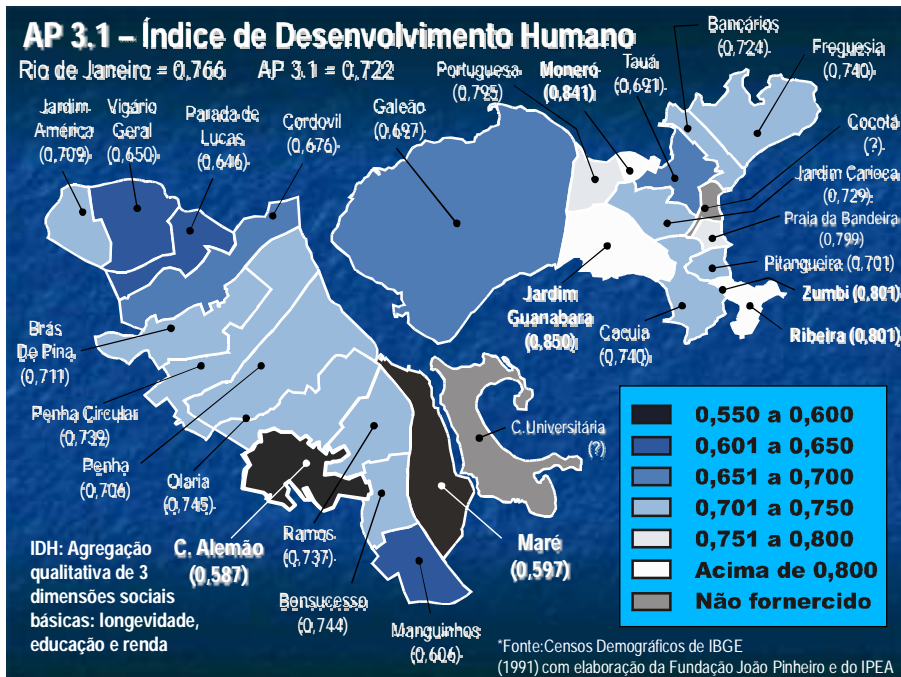 AP 3.1 – Índice de Desenvolvimento Humano
Rio de Janeiro = 0,766 AP 3.1 = 0,722
Bancários
(0,724)
Freguesia
(0,740)
Tauá
(0,691)
Moneró
(0,841)
Portuguesa
(0,795)
Galeão
(0,697)
Cordovil
(0,676)
Parada de
Lucas
(0,646)
Vigário
Geral
(0,650)
Jardim
América
(0,709)
Cocotá
(?)
Jardim Carioca
(0,729)
Praia da Bandeira
(0,799)
Pitangueira (0,701)
Zumbi (0,801)
Ribeira (0,801)
Jardim
Guanabara
(0,850)
Cacuia
(0,740)
Brás
De Pina
(0,711)
Penha Circular
(0,739)
Penha
(0,706)
Olaria
(0,745)
C. Alemão
(0,587)
Ramos
(0,737)
Bonsucesso
(0,744)
Manguinhos
(0,606)
Maré
(0,597)
C.Universitária
(?)
0,550 a 0,600
0,601 a 0,650
0,651 a 0,700
0,701 a 0,750
0,751 a 0,800
Acima de 0,800
Não fornercido
IDH: Agregação
qualitativa de 3
dimensões sociais
básicas: longevidade,
educação e renda
*Fonte:Censos Demográficos de IBGE
(1991) com elaboração da Fundação João Pinheiro e do IPEA